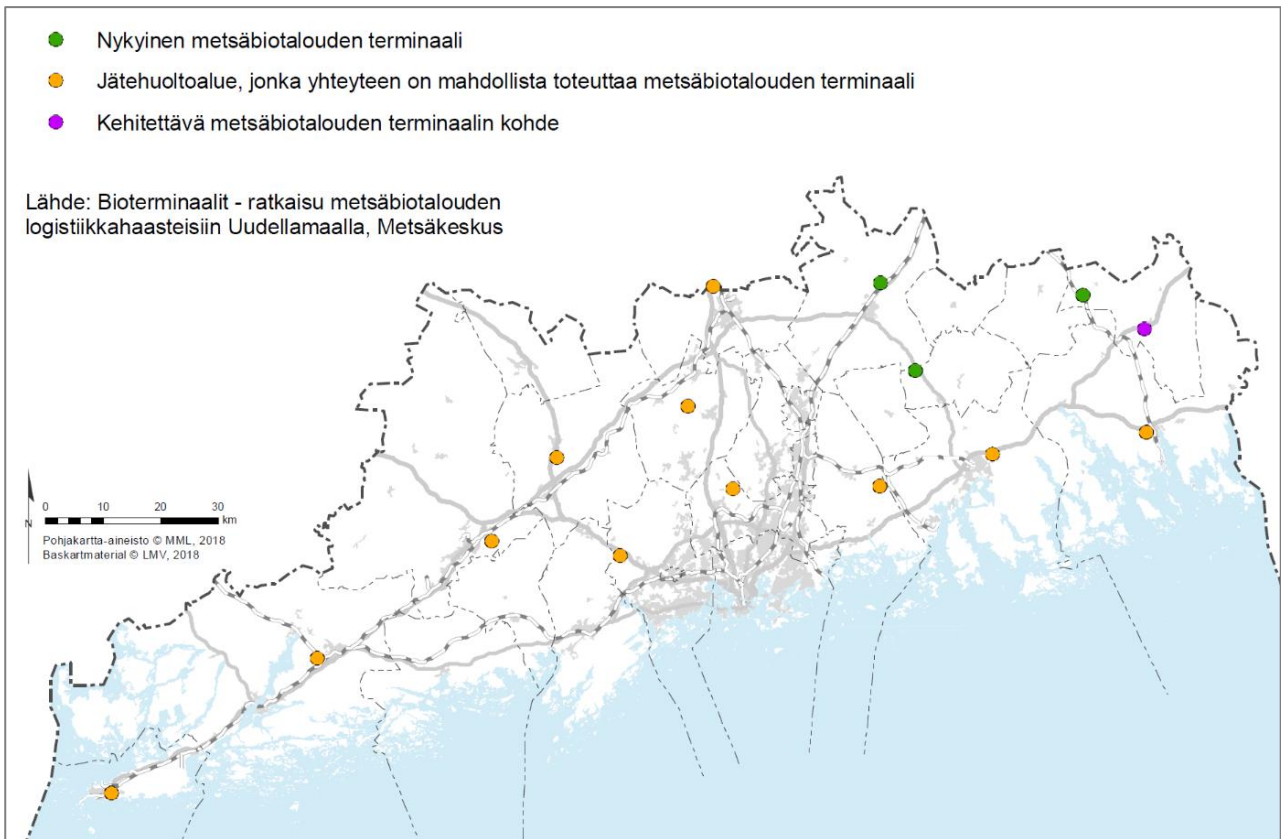 Nykyinen metsäbiotalouden terminaali
Jätehuoltoalue, jonka yhteyteen on mahdollista toteuttaa metsäbiotalouden terminaali
Kehitettävä metsäbiotalouden terminaalin kohde
Lähde: Bioterminaalit - ratkaisu metsäbiotalouden
logistiikkahaasteisiin Uudellamaalla, Metsäkeskus
0 10 20 30
km
N
Pohjakartta-aineisto © MML, 2018
Baskartmaterial © LMV, 2018